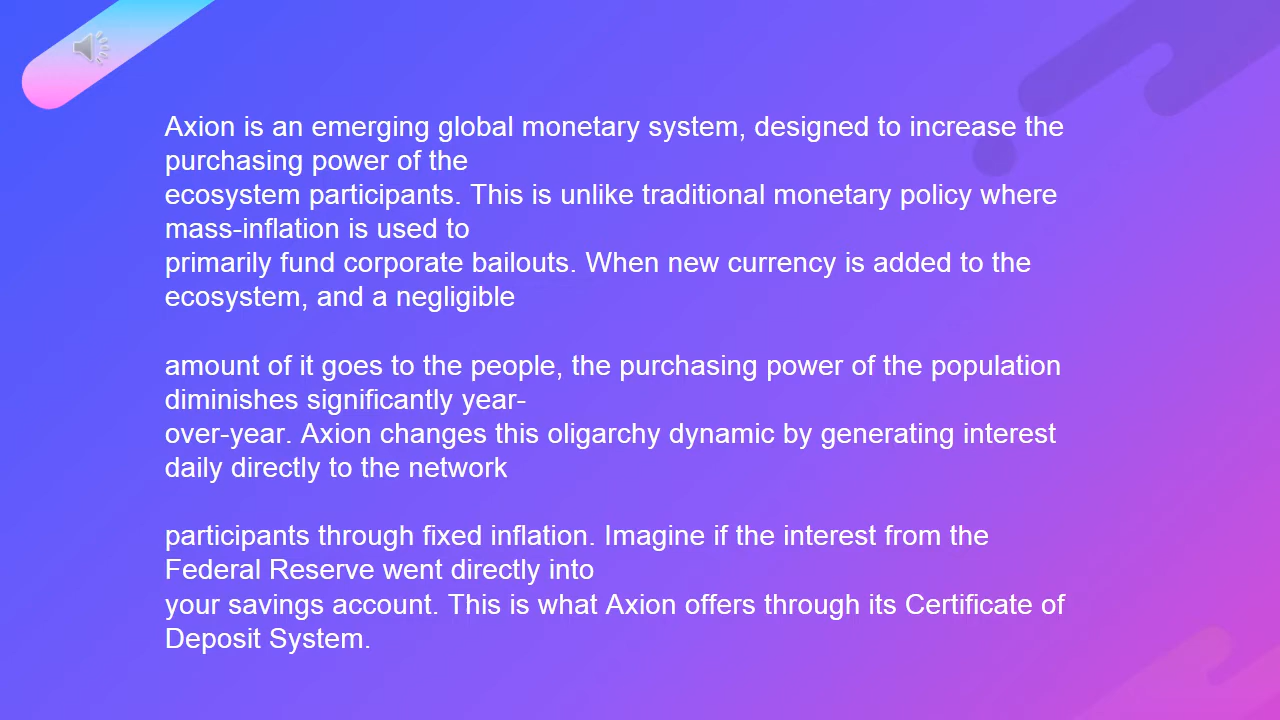 Axion is an emerging global monetary system, designed to increase the
purchasing power of the
ecosystem participants. This is unlike traditional monetary policy where
mass-inflation is used to
primarily fund corporate bailouts. When new currency is added to the
ecosystem, and a negligible
amount of it goes to the people, the purchasing power of the population
diminishes significantly year-
over-year. Axion changes this oligarchy dynamic by generating interest
daily directly to the network
participants through fixed inflation. Imagine if the interest from the
Federal Reserve went directly into
your savings account. This is what Axion offers through its Certificate of
Deposit System.